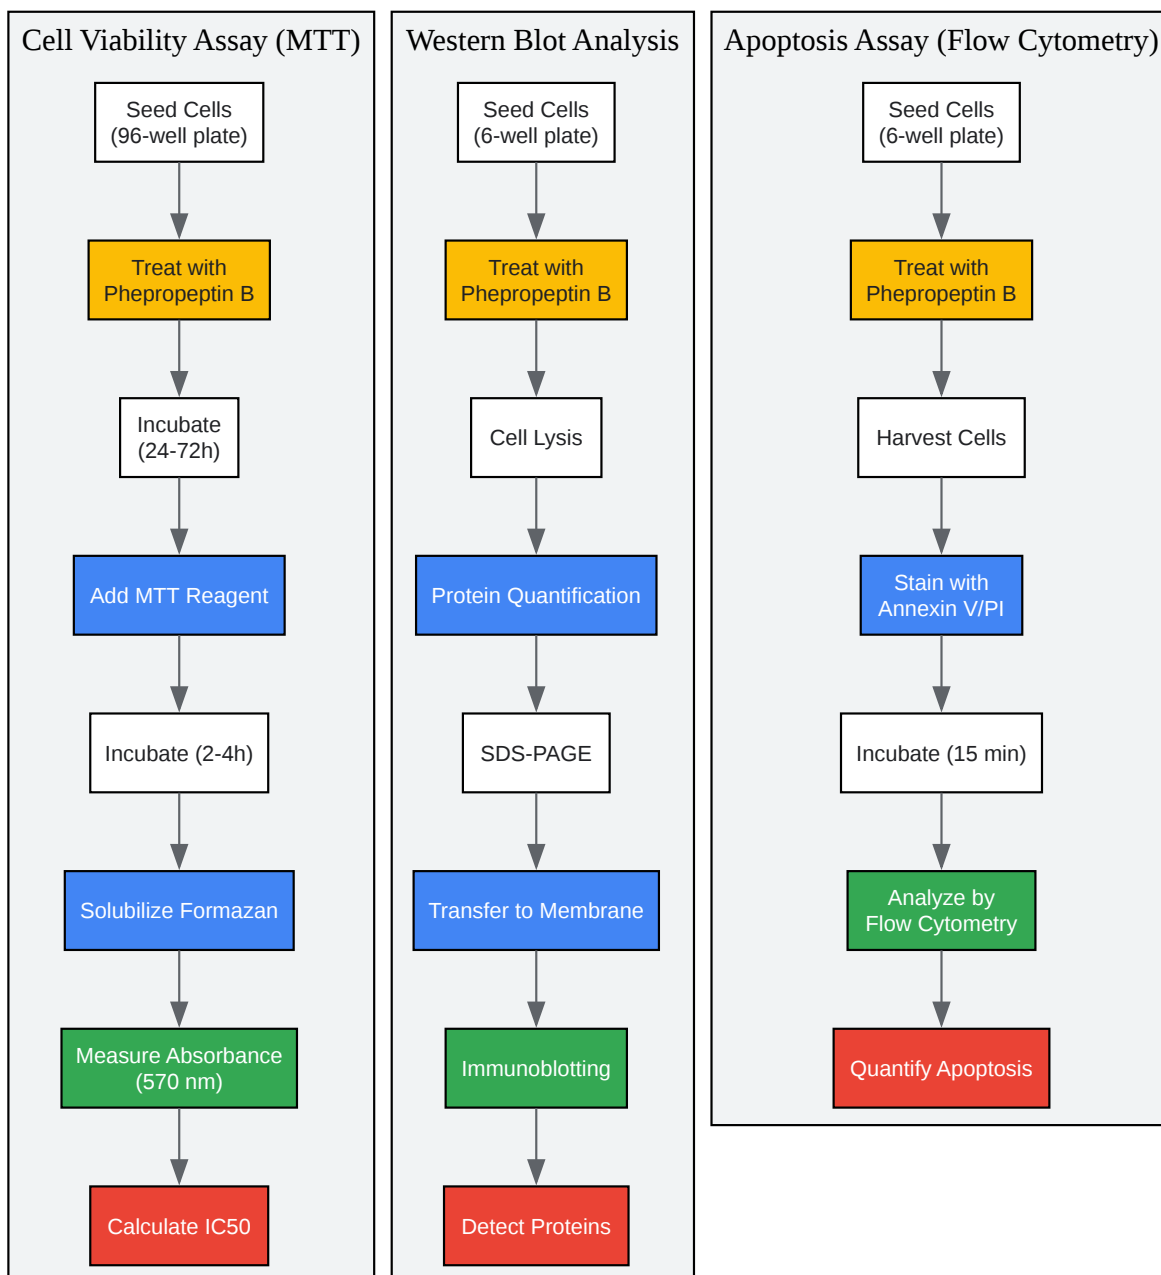 Cell Viability Assay (MTT)
Seed Cells
(96-well plate)
Treat with
Phepropeptin B
Incubate
(24-72h)
Add MTT Reagent
Incubate (2-4h)
Solubilize Formazan
Measure Absorbance
(570 nm)
Calculate IC50
Western Blot Analysis
Seed Cells
(6-well plate)
Treat with
Phepropeptin B
Cell Lysis
Protein Quantification
SDS-PAGE
Transfer to Membrane
Immunoblotting
Detect Proteins
Apoptosis Assay (Flow Cytometry)
Seed Cells
(6-well plate)
Treat with
Phepropeptin B
Harvest Cells
Stain with
Annexin V/PI
Incubate (15 min)
Analyze by
Flow Cytometry
Quantify Apoptosis